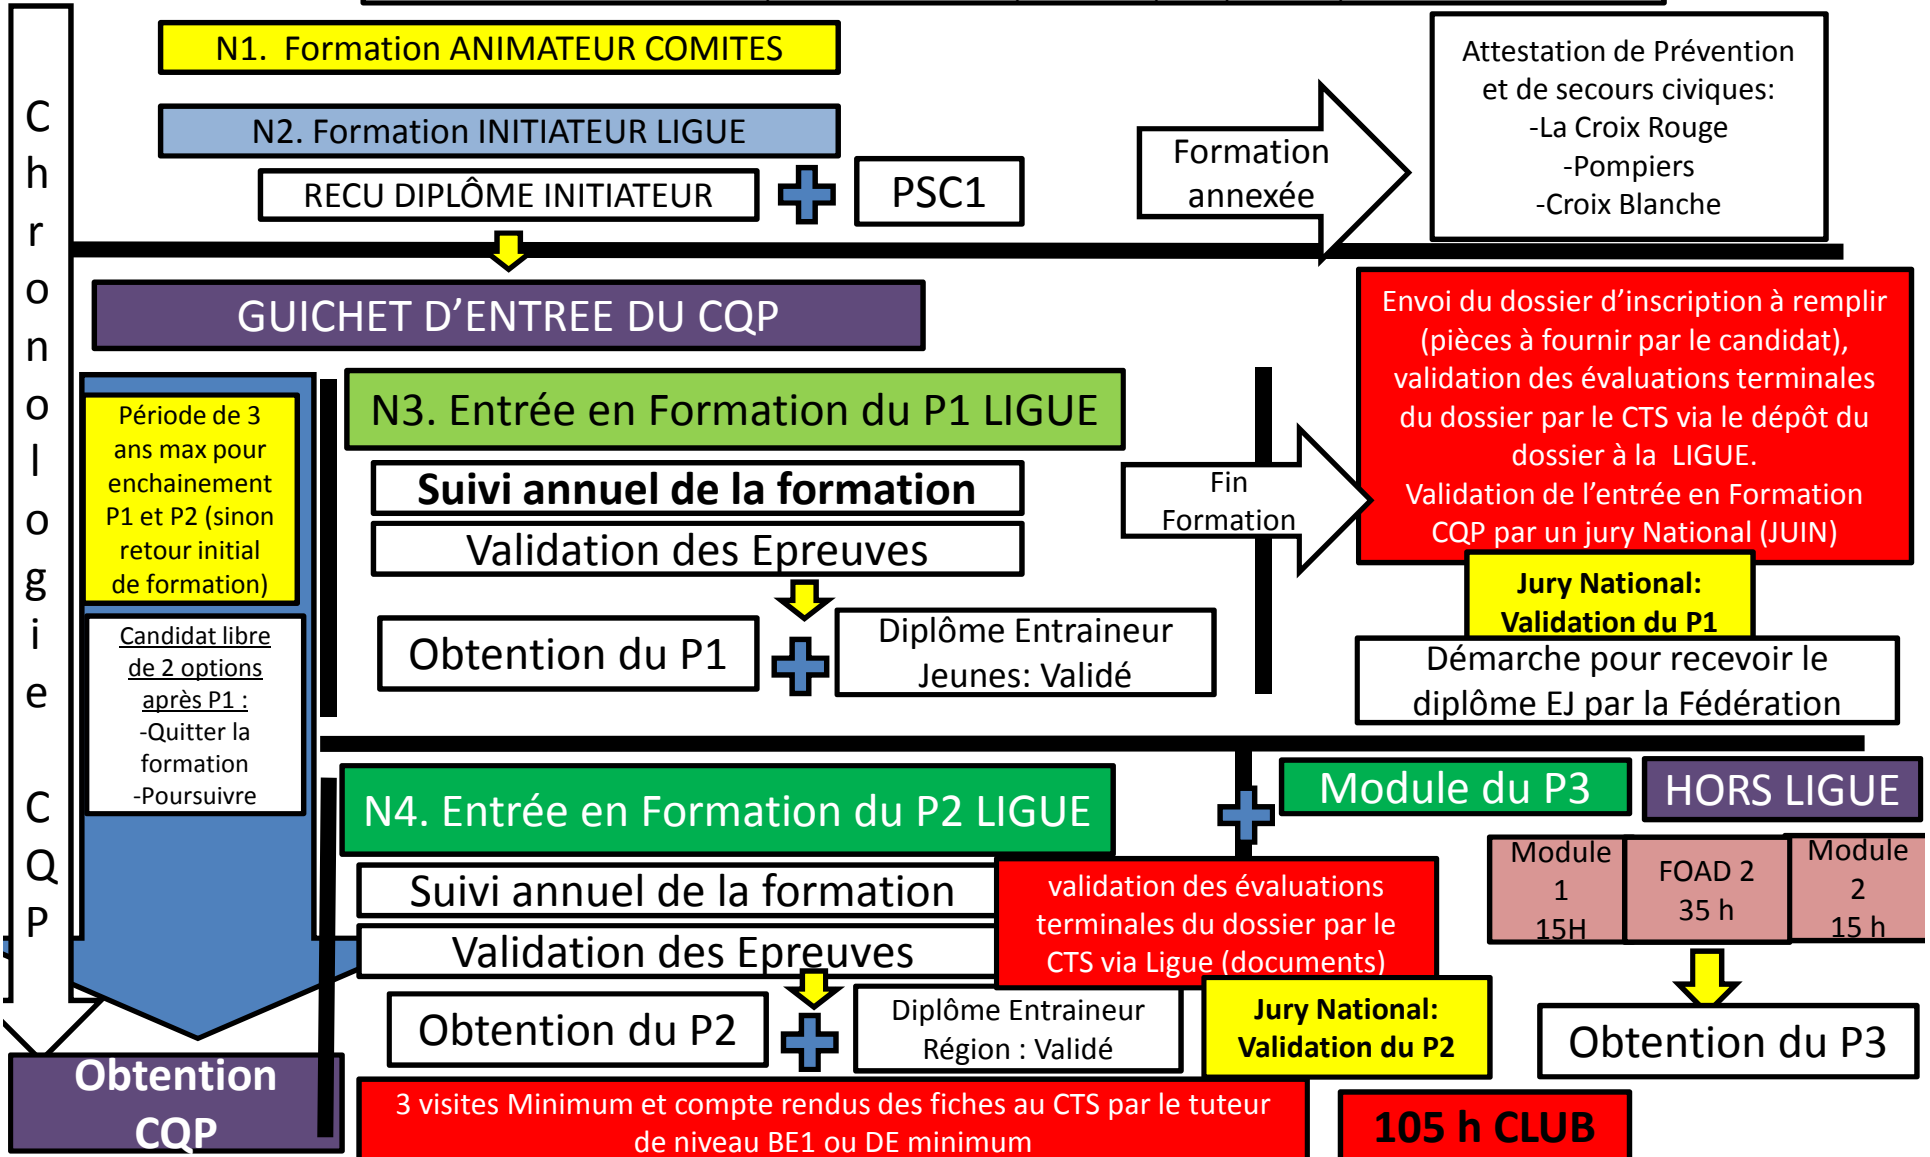 Chronologie CQP
N1. Formation ANIMATEUR COMITES
N2. Formation INITIATEUR LIGUE
RECU DIPLÔME INITIATEUR
PSC1
Formation
annexée
Attestation de Prévention
et de secours civiques:
-La Croix Rouge
-Pompiers
-Croix Blanche
GUICHET D’ENTREE DU CQP
Période de 3
ans max pour
enchainement
P1 et P2 (sinon
retour initial
de formation)
Candidat libre
de 2 options
après P1 :
-Quitter la
formation
-Poursuivre
N3. Entrée en Formation du P1 LIGUE
Suivi annuel de la formation
Validation des Epreuves
Obtention du P1
Diplôme Entraineur
Jeunes: Validé
Fin
Formation
Envoi du dossier d’inscription à remplir
(pièces à fournir par le candidat),
validation des évaluations terminales
du dossier par le CTS via le dépôt du
dossier à la LIGUE.
Validation de l’entrée en Formation
CQP par un jury National (JUIN)
Jury National:
Validation du P1
Démarche pour recevoir le
diplôme EJ par la Fédération
N4. Entrée en Formation du P2 LIGUE
Suivi annuel de la formation
Validation des Epreuves
Obtention du P2
Diplôme Entraineur
Région : Validé
validation des évaluations
terminales du dossier par le
CTS via Ligue (documents)
Jury National:
Validation du P2
Module du P3
HORS LIGUE
Module
1
15H
FOAD 2
35 h
Module
2
15 h
Obtention du P3
Obtention
CQP
3 visites Minimum et compte rendus des fiches au CTS par le tuteur
de niveau BE1 ou DE minimum
105 h CLUB